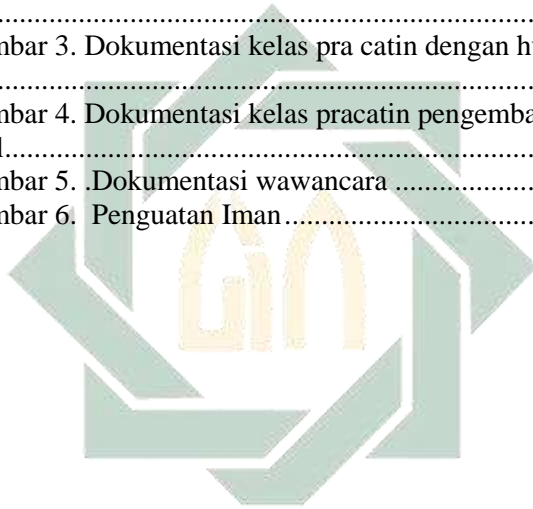 ....................................................................................
mbar 3. Dokumentasi kelas pra catin dengan h
....................................................................................
mbar 4. Dokumentasi kelas pracatin pengemba
l....................................................................................
mbar 5. .Dokumentasi wawancara ....................
mbar 6.  Penguatan Iman....................................